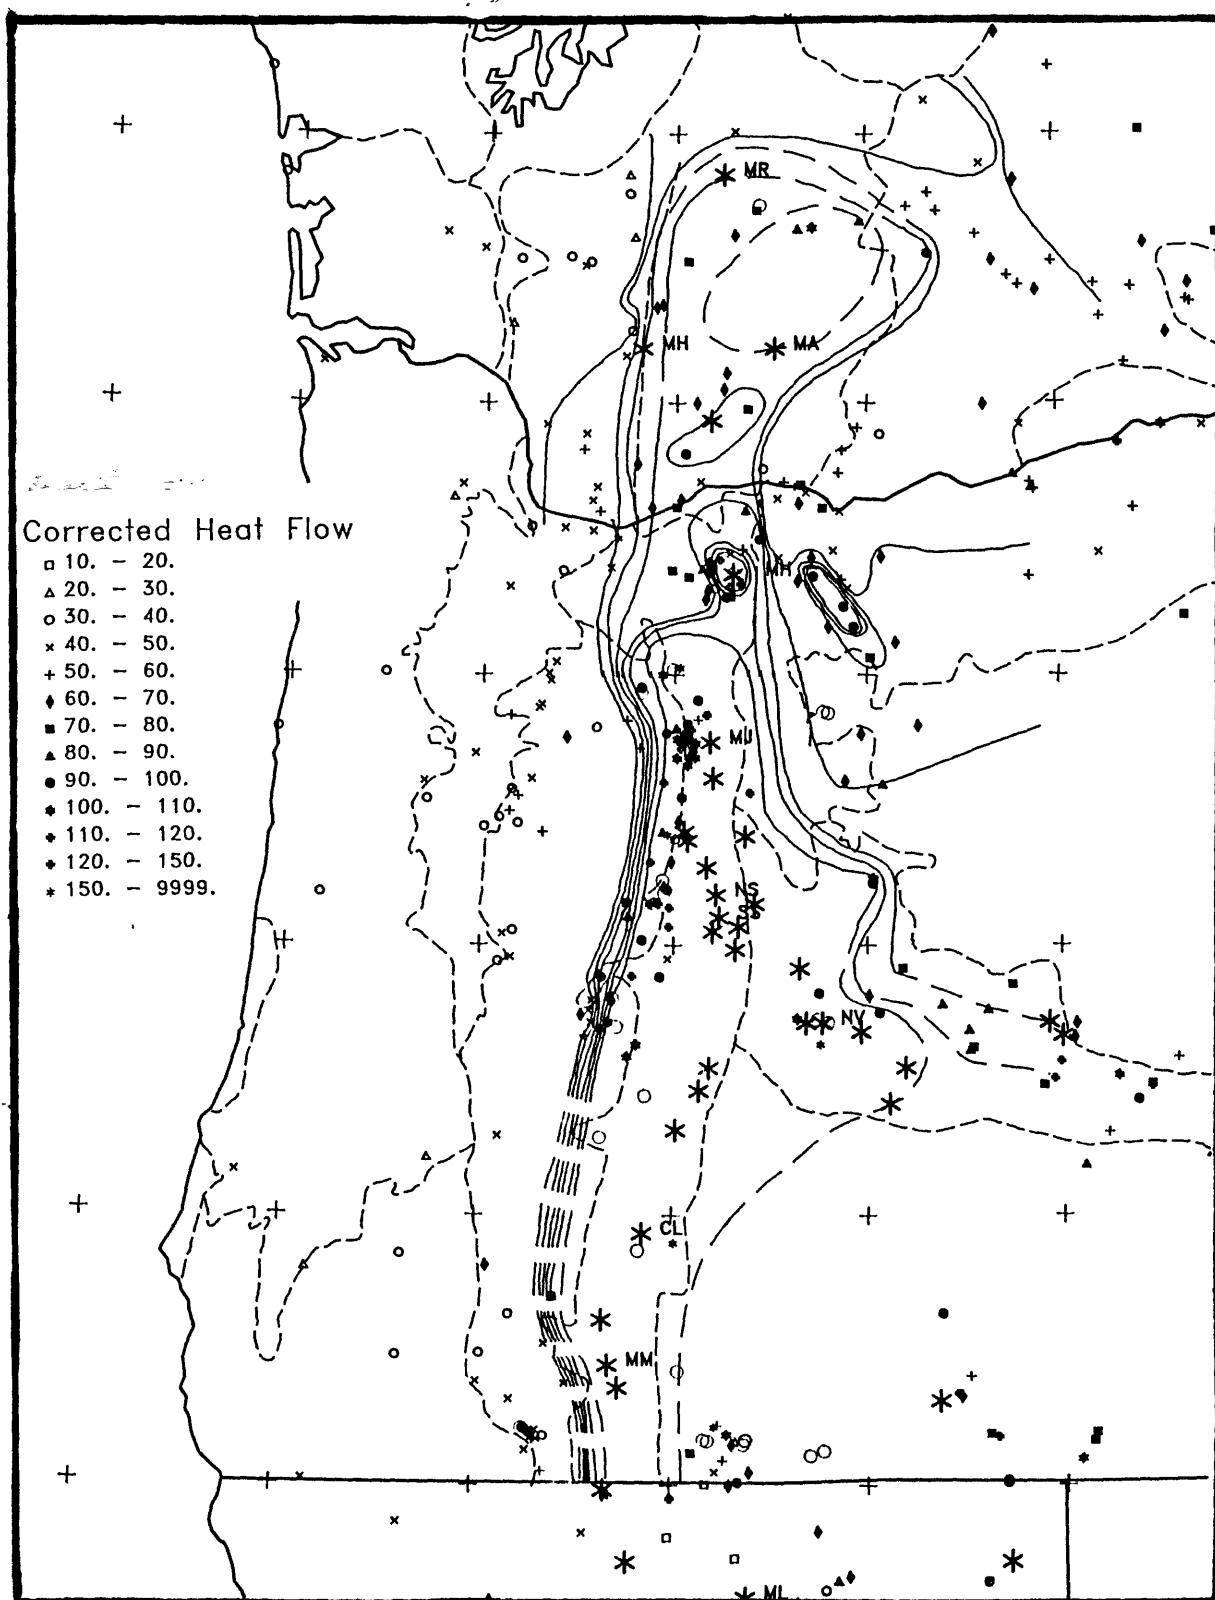 MR
MH
MA
Corrected Heat Flow
10. - 20.
20. - 30.
30. - 40.
40. - 50.
50. - 60.
60. - 70.
70. - 80.
80. - 90.
90. - 100.
100. - 110.
110. - 120.
120. - 150.
150. - 9999.
MH
MJ
NS
SS
NV
CL
MM
ML